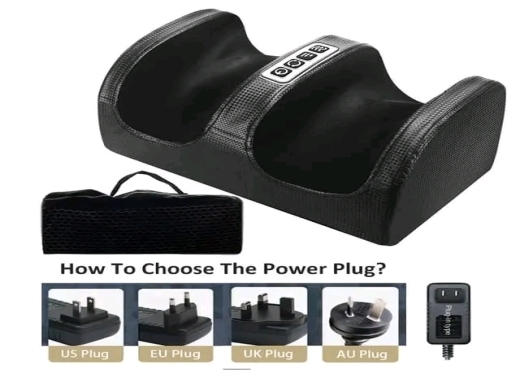 How To Choose The Power Plug?
US Plug
EU Plug
UK Plug
AU Plug